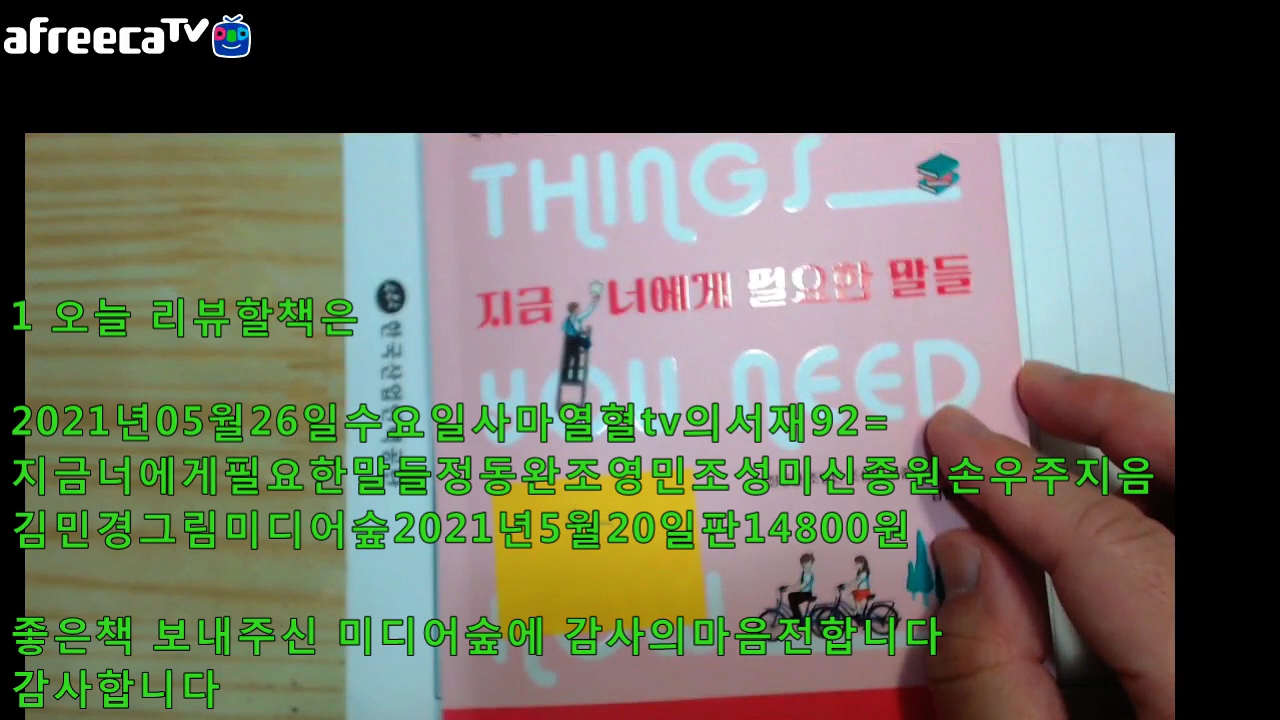 afreecaTV
THINGS
지금 너에게 필요한 말들
YOU NEED
1 오늘 리뷰할책은
2021년05월26일수요일사마열혈tv의서재92=
지금너에게필요한말들정동완조영민조성미신종원손우주지음
김민경그림미디어숲2021년5월20일판14800원
좋은책 보내주신 미디어숲에 감사의마음전합니다
감사합니다